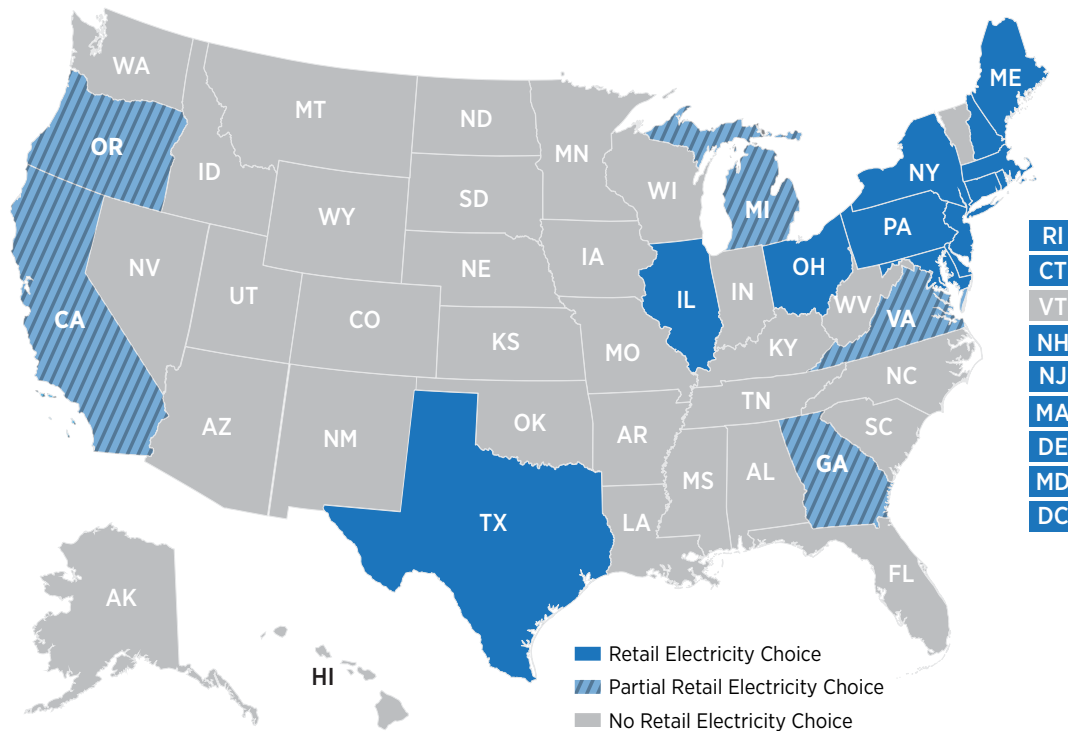 WA
MT
ND
MN
ME
OR
ID
SD
WI
MI
NY
WY
IA
PA
RI
CT
VT
NH
NJ
MA
DE
MD
DC
NV
UT
NE
IL
IN
OH
WV
VA
CA
CO
KS
MO
KY
NC
AZ
NM
OK
AR
TN
SC
MS
AL
GA
TX
LA
FL
AK
HI
Retail Electricity Choice
Partial Retail Electricity Choice
No Retail Electricity Choice